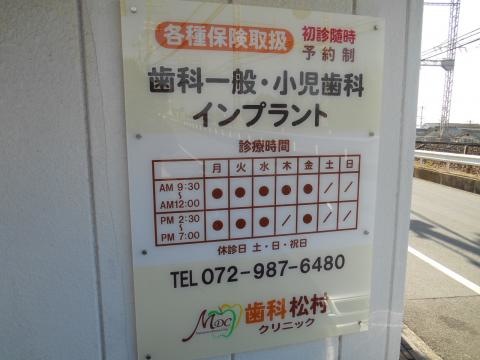 各種保険取扱 初診随時
予約制
歯科一般・小児歯科
インプラント
診療時間
月 火 水 木 金 土 日
AM 9:30 ~ AM12:00 ● ● ● ● ● / /
PM 2:30 ~ PM 7:00 ● ● ● / ● / /
休診日 土・日・祝日
TEL 072-987-6480
MDC 歯科松村
クリニック